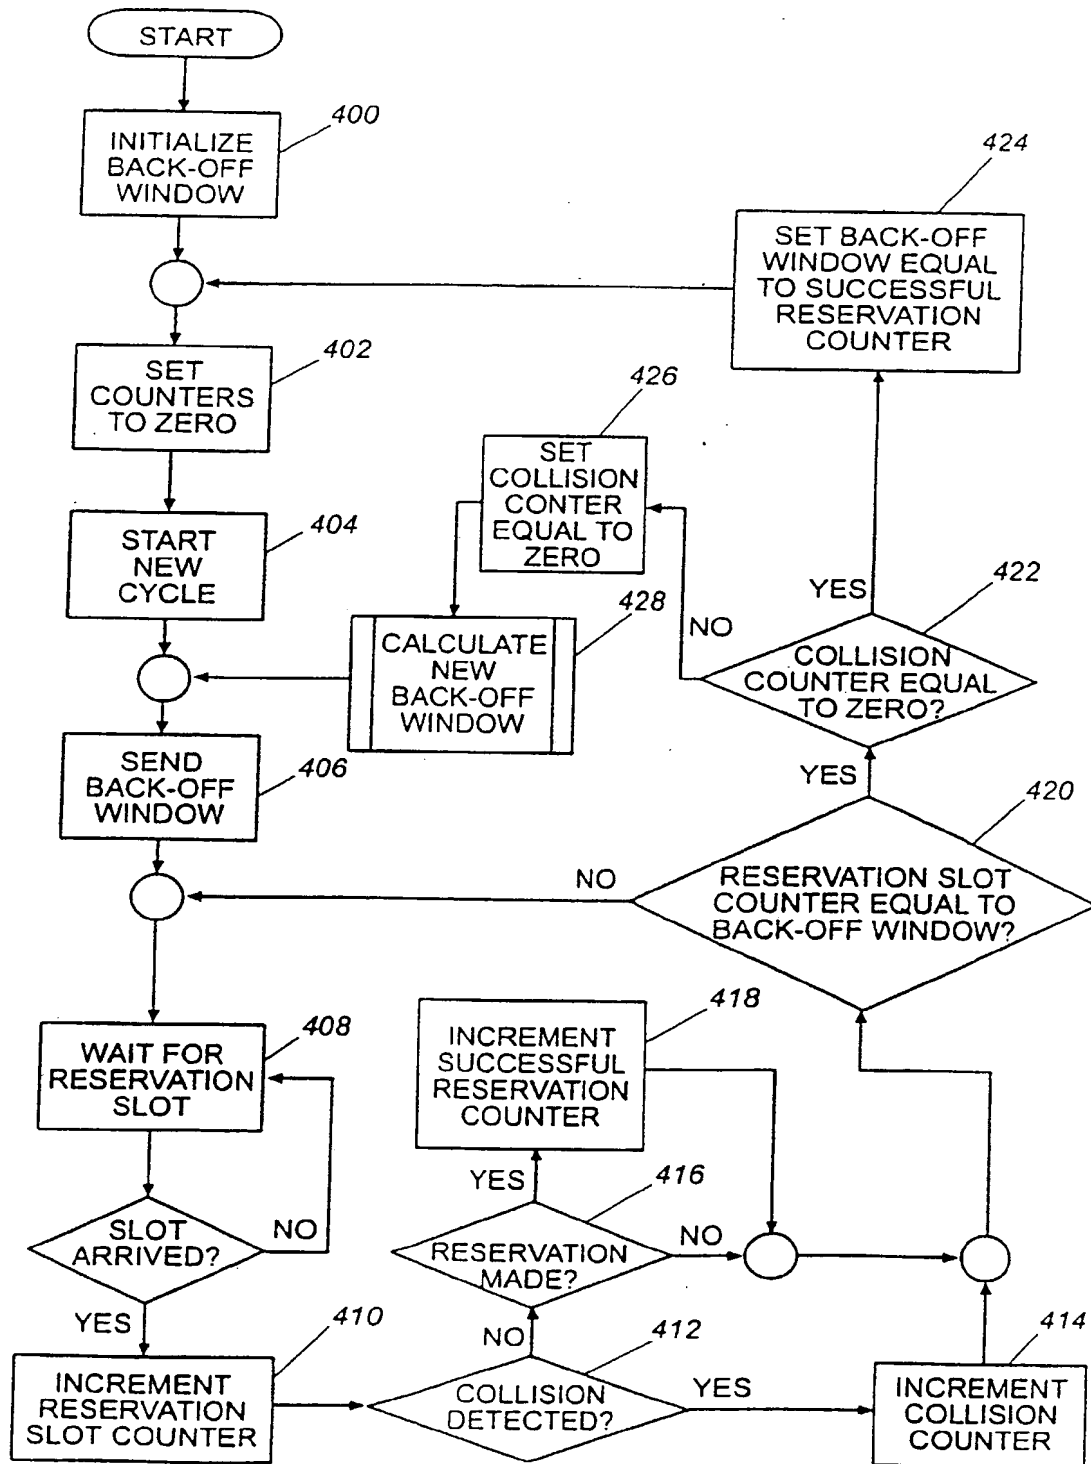 START
400
INITIALIZE
BACK-OFF
WINDOW
424
SET BACK-OFF
WINDOW EQUAL
TO SUCCESSFUL
RESERVATION
COUNTER
402
SET
COUNTERS
TO ZERO
426
SET
COLLISION
CONTER
EQUAL TO
ZERO
404
START
NEW
CYCLE
YES
422
NO
COLLISION
COUNTER EQUAL
TO ZERO?
428
CALCULATE
NEW
BACK-OFF
WINDOW
406
SEND
BACK-OFF
WINDOW
YES
420
NO
RESERVATION SLOT
COUNTER EQUAL TO
BACK-OFF WINDOW?
408
WAIT FOR
RESERVATION
SLOT
418
INCREMENT
SUCCESSFUL
RESERVATION
COUNTER
YES
416
SLOT
ARRIVED?
NO
RESERVATION
MADE?
NO
YES
410
NO
412
414
INCREMENT
RESERVATION
SLOT COUNTER
COLLISION
DETECTED?
YES
INCREMENT
COLLISION
COUNTER